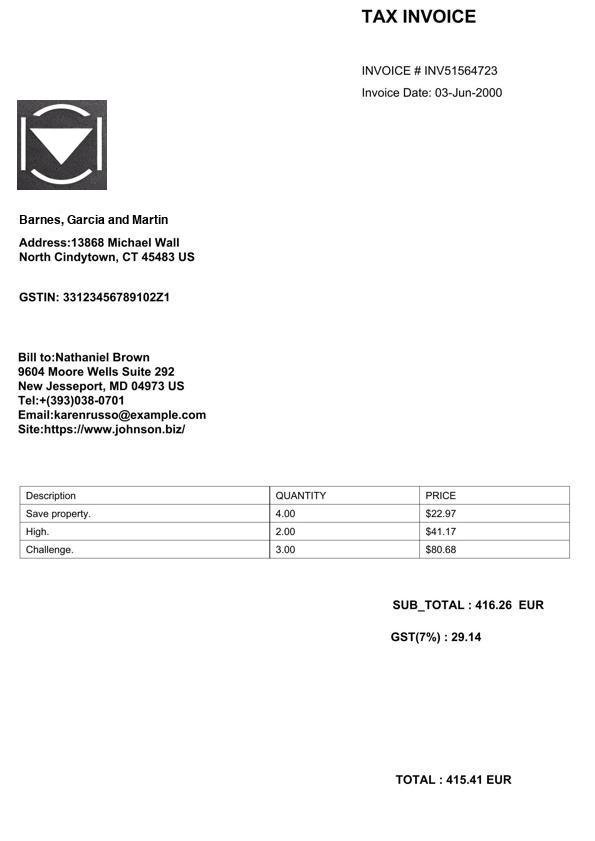 TAX INVOICE
INVOICE # INV51564723
Invoice Date: 03-Jun-2000
Barnes, Garcia and Martin
Address:13868 Michael Wall
North Cindytown, CT 45483 US
GSTIN: 33123456789102Z1
Bill to:Nathaniel Brown
9604 Moore Wells Suite 292
New Jesseport, MD 04973 US
Tel:+(393)038-0701
Email:karenrusso@example.com
Site:https://www.johnson.biz/
Description QUANTITY PRICE
Save property. 4.00 $22.97
High. 2.00 $41.17
Challenge. 3.00 $80.68
SUB_TOTAL : 416.26 EUR
GST(7%) : 29.14
TOTAL : 415.41 EUR